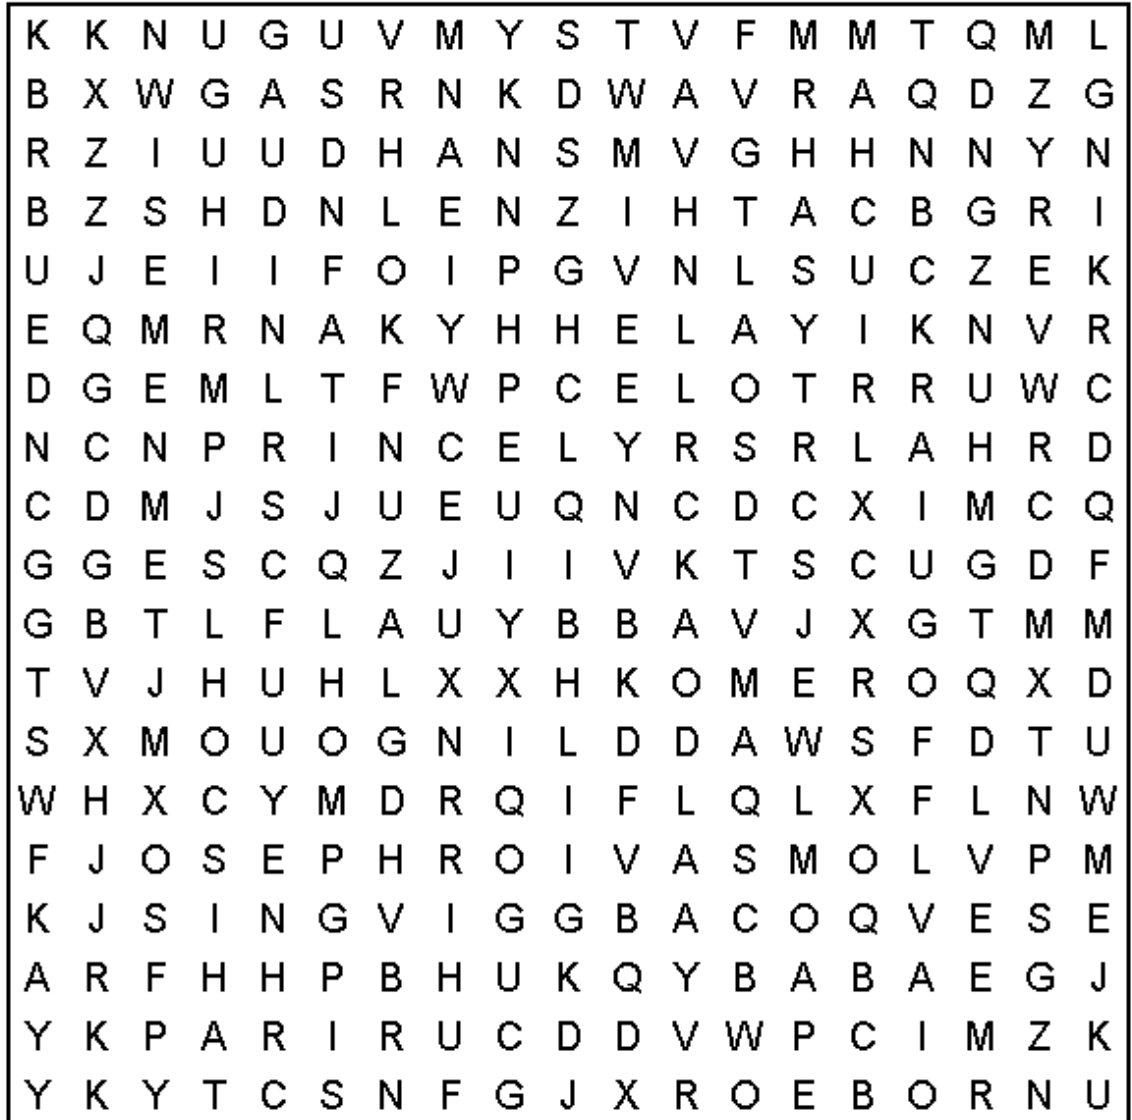 K K N U G U V M Y S T V F M M T Q M L
B X W G A S R N K D W A V R A Q D Z G
R Z I U U D H A N S M V G H H N N Y N
B Z S H D N L E N Z I H T A C B G R I
U J E I I F O I P G V N L S U C Z E K
E Q M R N A K Y H H E L A Y I K N V R
D G E M L T F W P C E L O T R R U W C
N C N P R I N C E L Y R S R L A H R D
C D M J S J U E U Q N C D C X I M C Q
G G E S C Q Z J I I V K T S C U G D F
G B T L F L A U Y B B A V J X G T M M
T V J H U H L X X H K O M E R O Q X D
S X M O U O G N I L D D A W S F D T U
W H X C Y M D R Q I F L Q L X F L N W
F J O S E P H R O I V A S M O L V P M
K J S I N G V I G G B A C O Q V E S E
A R F H H P B H U K Q Y B A B A E G J
Y K P A R I R U C D D V W P C I M Z K
Y K Y T C S N F G J X R O E B O R N U